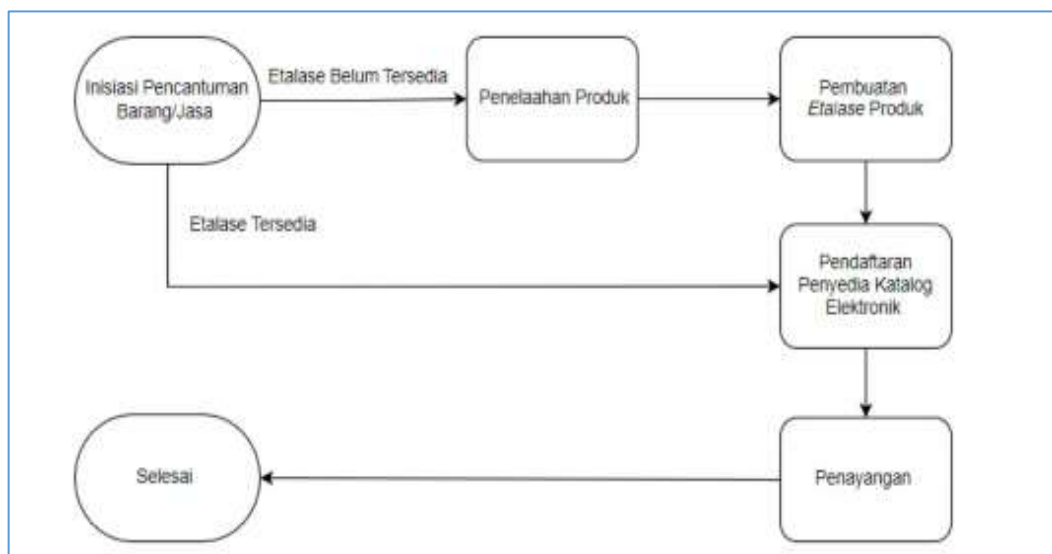 Inisiasi Pencantuman
Barang/Jasa
Etalase Belum Tersedia
Penelaahan Produk
Pembuatan
Etalase Produk
Etalase Tersedia
Pendaftaran
Penyedia Katalog
Elektronik
Selesai
Penayangan